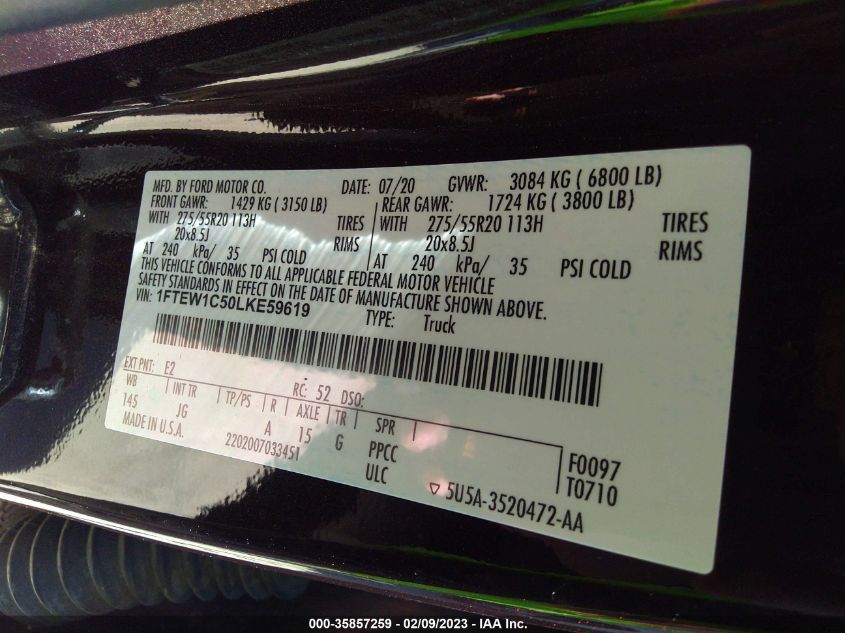 MFD. BY FORD MOTOR CO. DATE: 07/20 GVWR: 3084 KG ( 6800 LB)
FRONT GAWR: 1429 KG ( 3150 LB) REAR GAWR: 1724 KG ( 3800 LB)
WITH 275/55R20 113H TIRES WITH 275/55R20 113H TIRES
20x8.5J RIMS 20x8.5J RIMS
AT 240 kPa/ 35 PSI COLD AT 240 kPa/ 35 PSI COLD
THIS VEHICLE CONFORMS TO ALL APPLICABLE FEDERAL MOTOR VEHICLE
SAFETY STANDARDS IN EFFECT ON THE DATE OF MANUFACTURE SHOWN ABOVE.
VIN: 1FTEW1C50LKE59619 TYPE: Truck
EXT PNT: E2 RC: 52 DSO:
WB INT TR TP/PS R AXLE TR SPR
145 JG A 15 G PPCC F0097
MADE IN U.S.A. 2202007033451 ULC T0710
▽ 5U5A-3520472-AA
000-35857259 - 02/09/2023 - IAA Inc.